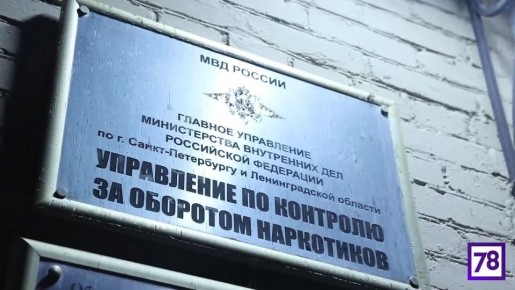 МВД РОССИИ
ГЛАВНОЕ УПРАВЛЕНИЕ
МИНИСТЕРСТВА ВНУТРЕННИХ ДЕЛ
РОССИЙСКОЙ ФЕДЕРАЦИИ
по г. Санкт-Петербургу и Ленинградской области
УПРАВЛЕНИЕ ПО КОНТРОЛЮ
ЗА ОБОРОТОМ НАРКОТИКОВ
78